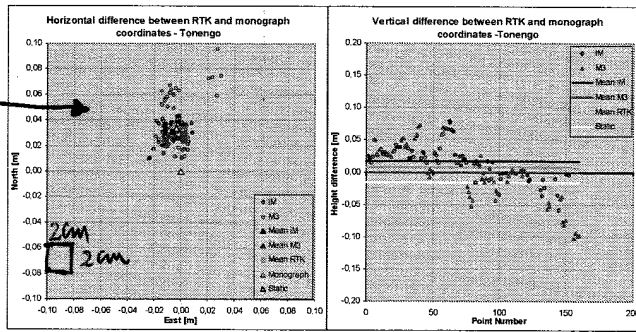 Horizontal difference between RTK and monograph
coordinates - Tonengo
0,10
0,08
0,06
0,04
0,02
0,00
0,02
-0,04
-0,06
-0,08
0,10
North [m]
2cm
2cm
IM
M3
Mean IM
Mean M3
Mean RTK
Monograph
Static
-0,10 -0,08 -0,06 -0,04 -0,02 0,00 0,02 0,04 0,06 0,08 0,10
East [m]
Vertical difference between RTK and monograph
coordinates -Tonengo
0,20
0,15
0,10
0,05
0,00
-0,05
-0,10
-0,15
-0,20
Height difference [m]
IM
M3
Mean IM
Mean M3
Mean RTK
Static
0 50 100 150 200
Point Number